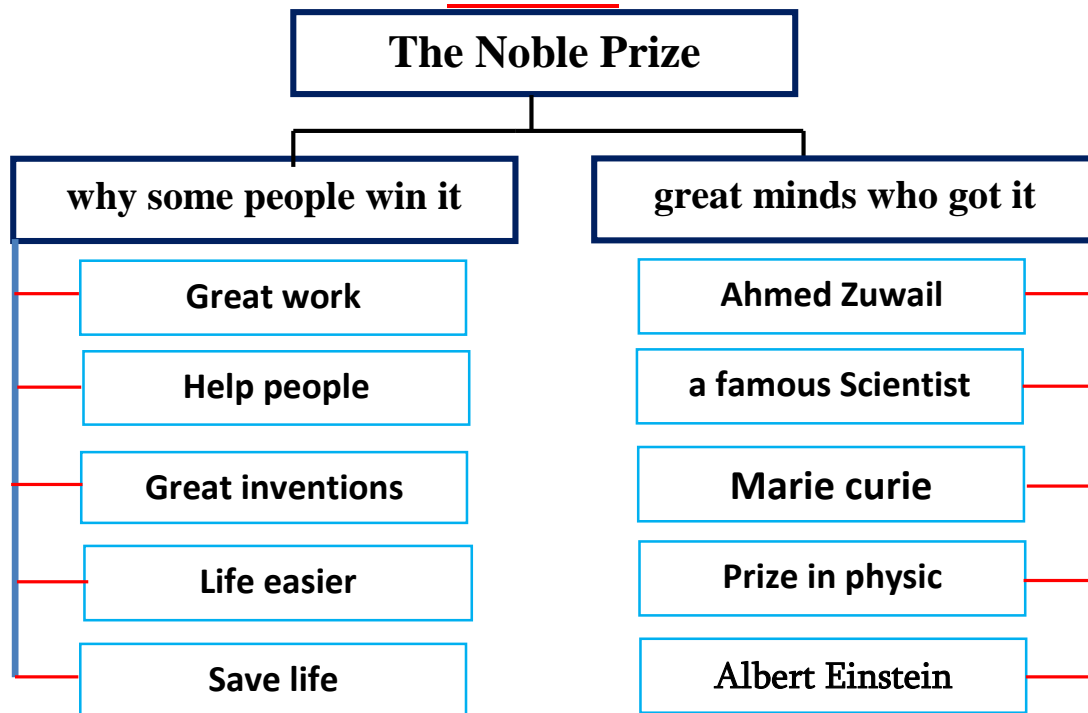 The Noble Prize
why some people win it
great minds who got it
Great work
Ahmed Zuwail
Help people
a famous Scientist
Great inventions
Marie curie
Life easier
Prize in physic
Save life
Albert Einstein